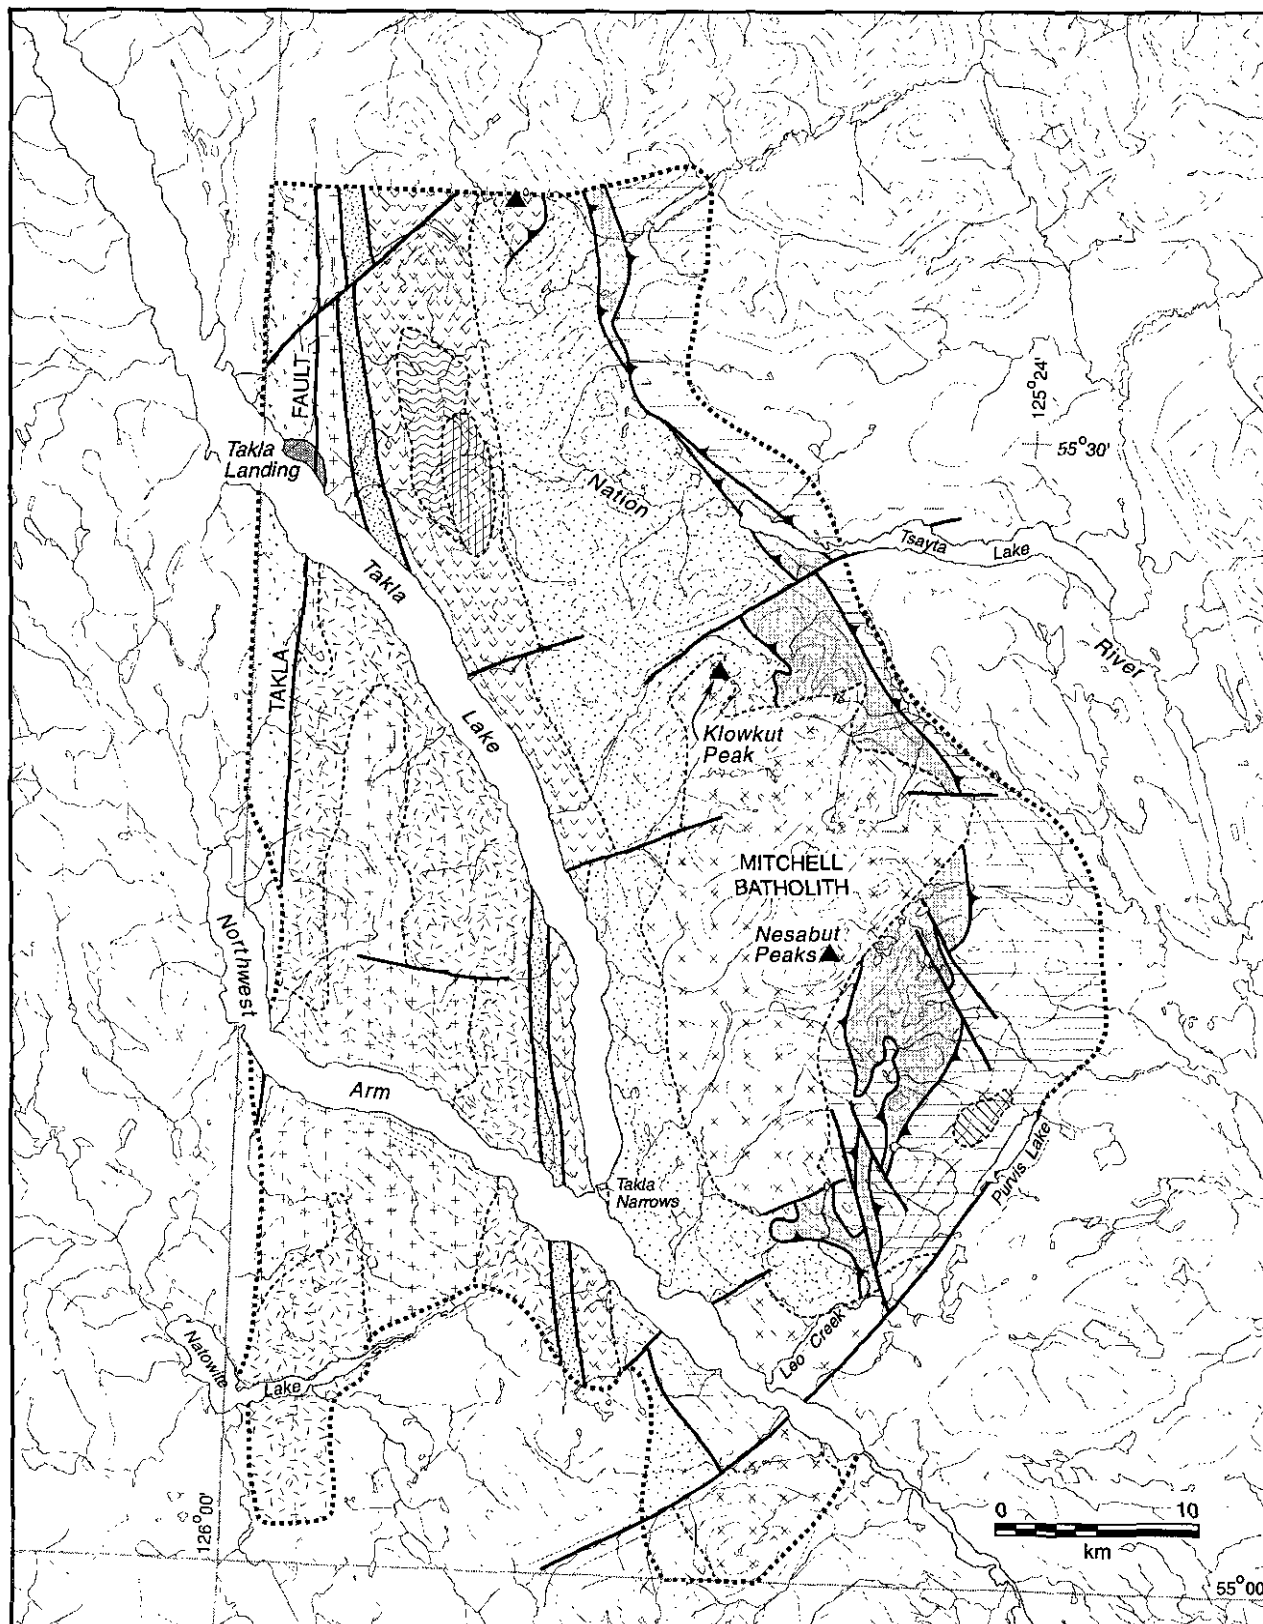 125°24'
55°30'
FAULT
Takla
Landing
Nation
Tsayta
Lake
Takla
River
TAKLA
Lake
Klowkut
Peak
MITCHELL
BATHOLITH
Nesabut
Peaks
Northwest
Arm
Purvis Lake
Takla
Narrows
Leo Creek
Natowite
Lake
126°00'
0 10
km
55°00